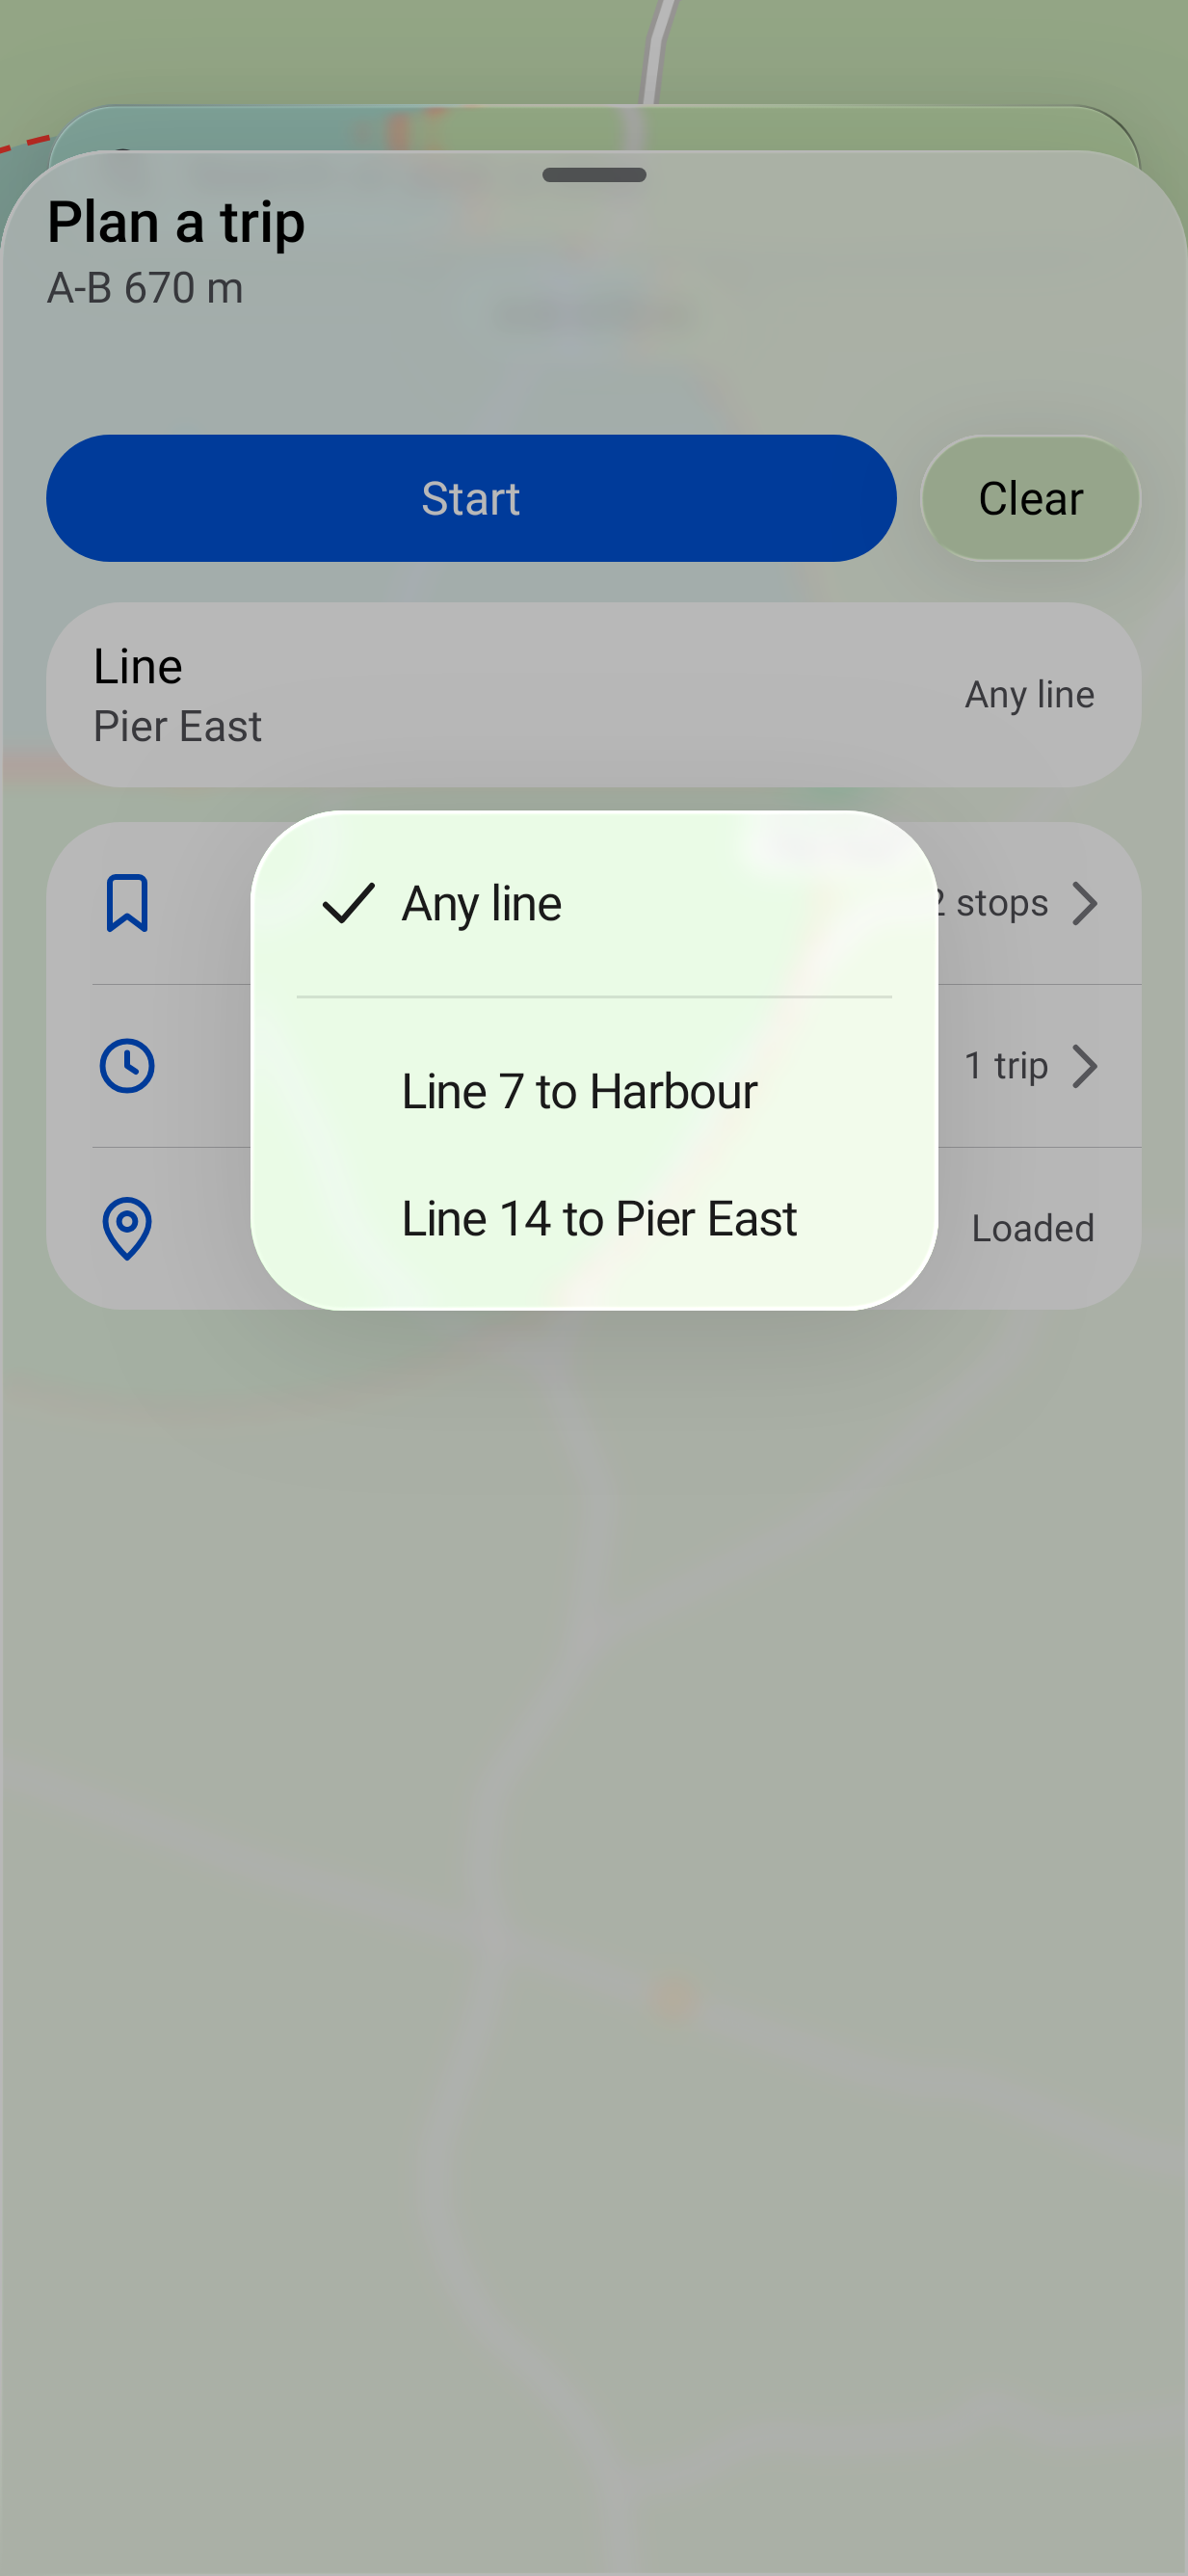 Plan a trip
A-B 670 m
Start
Clear
Line
Pier East
Any line
Any line
stops
Line 7 to Harbour
1 trip
Line 14 to Pier East
Loaded